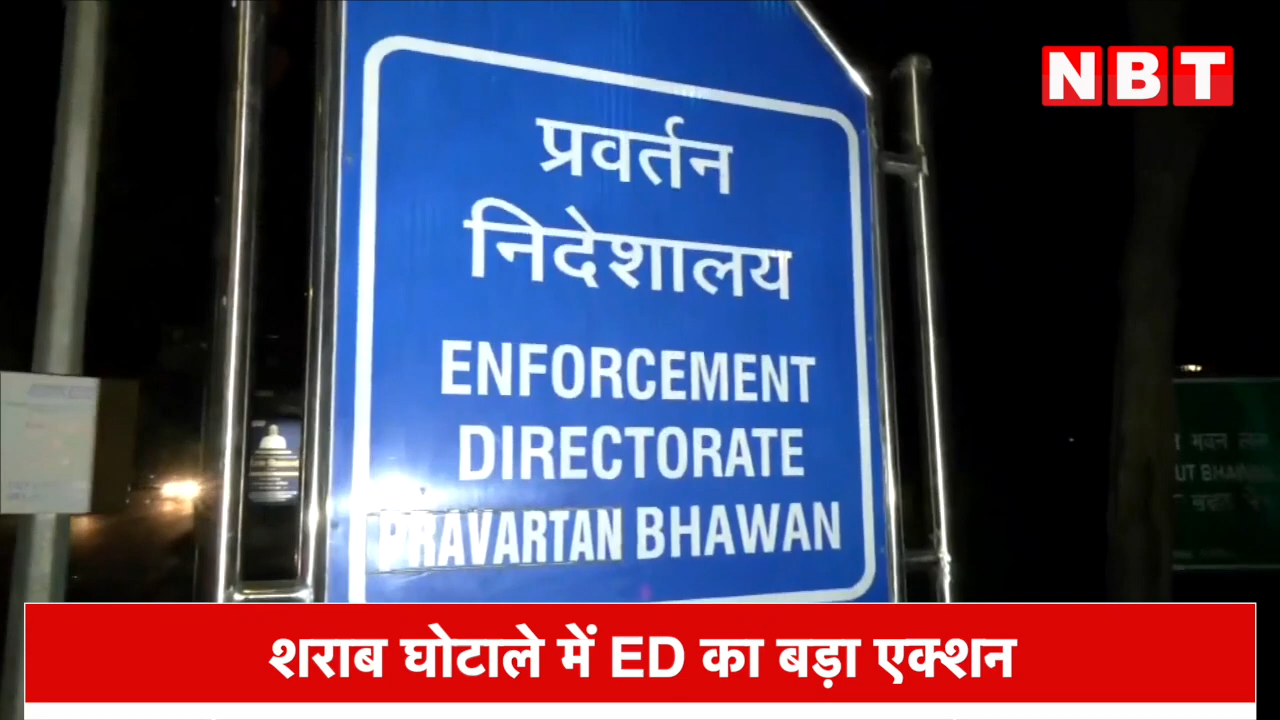 NBT
प्रवर्तन
निदेशालय
ENFORCEMENT
DIRECTORATE
PRAVARTAN BHAWAN
शराब घोटाले में ED का बड़ा एक्शन